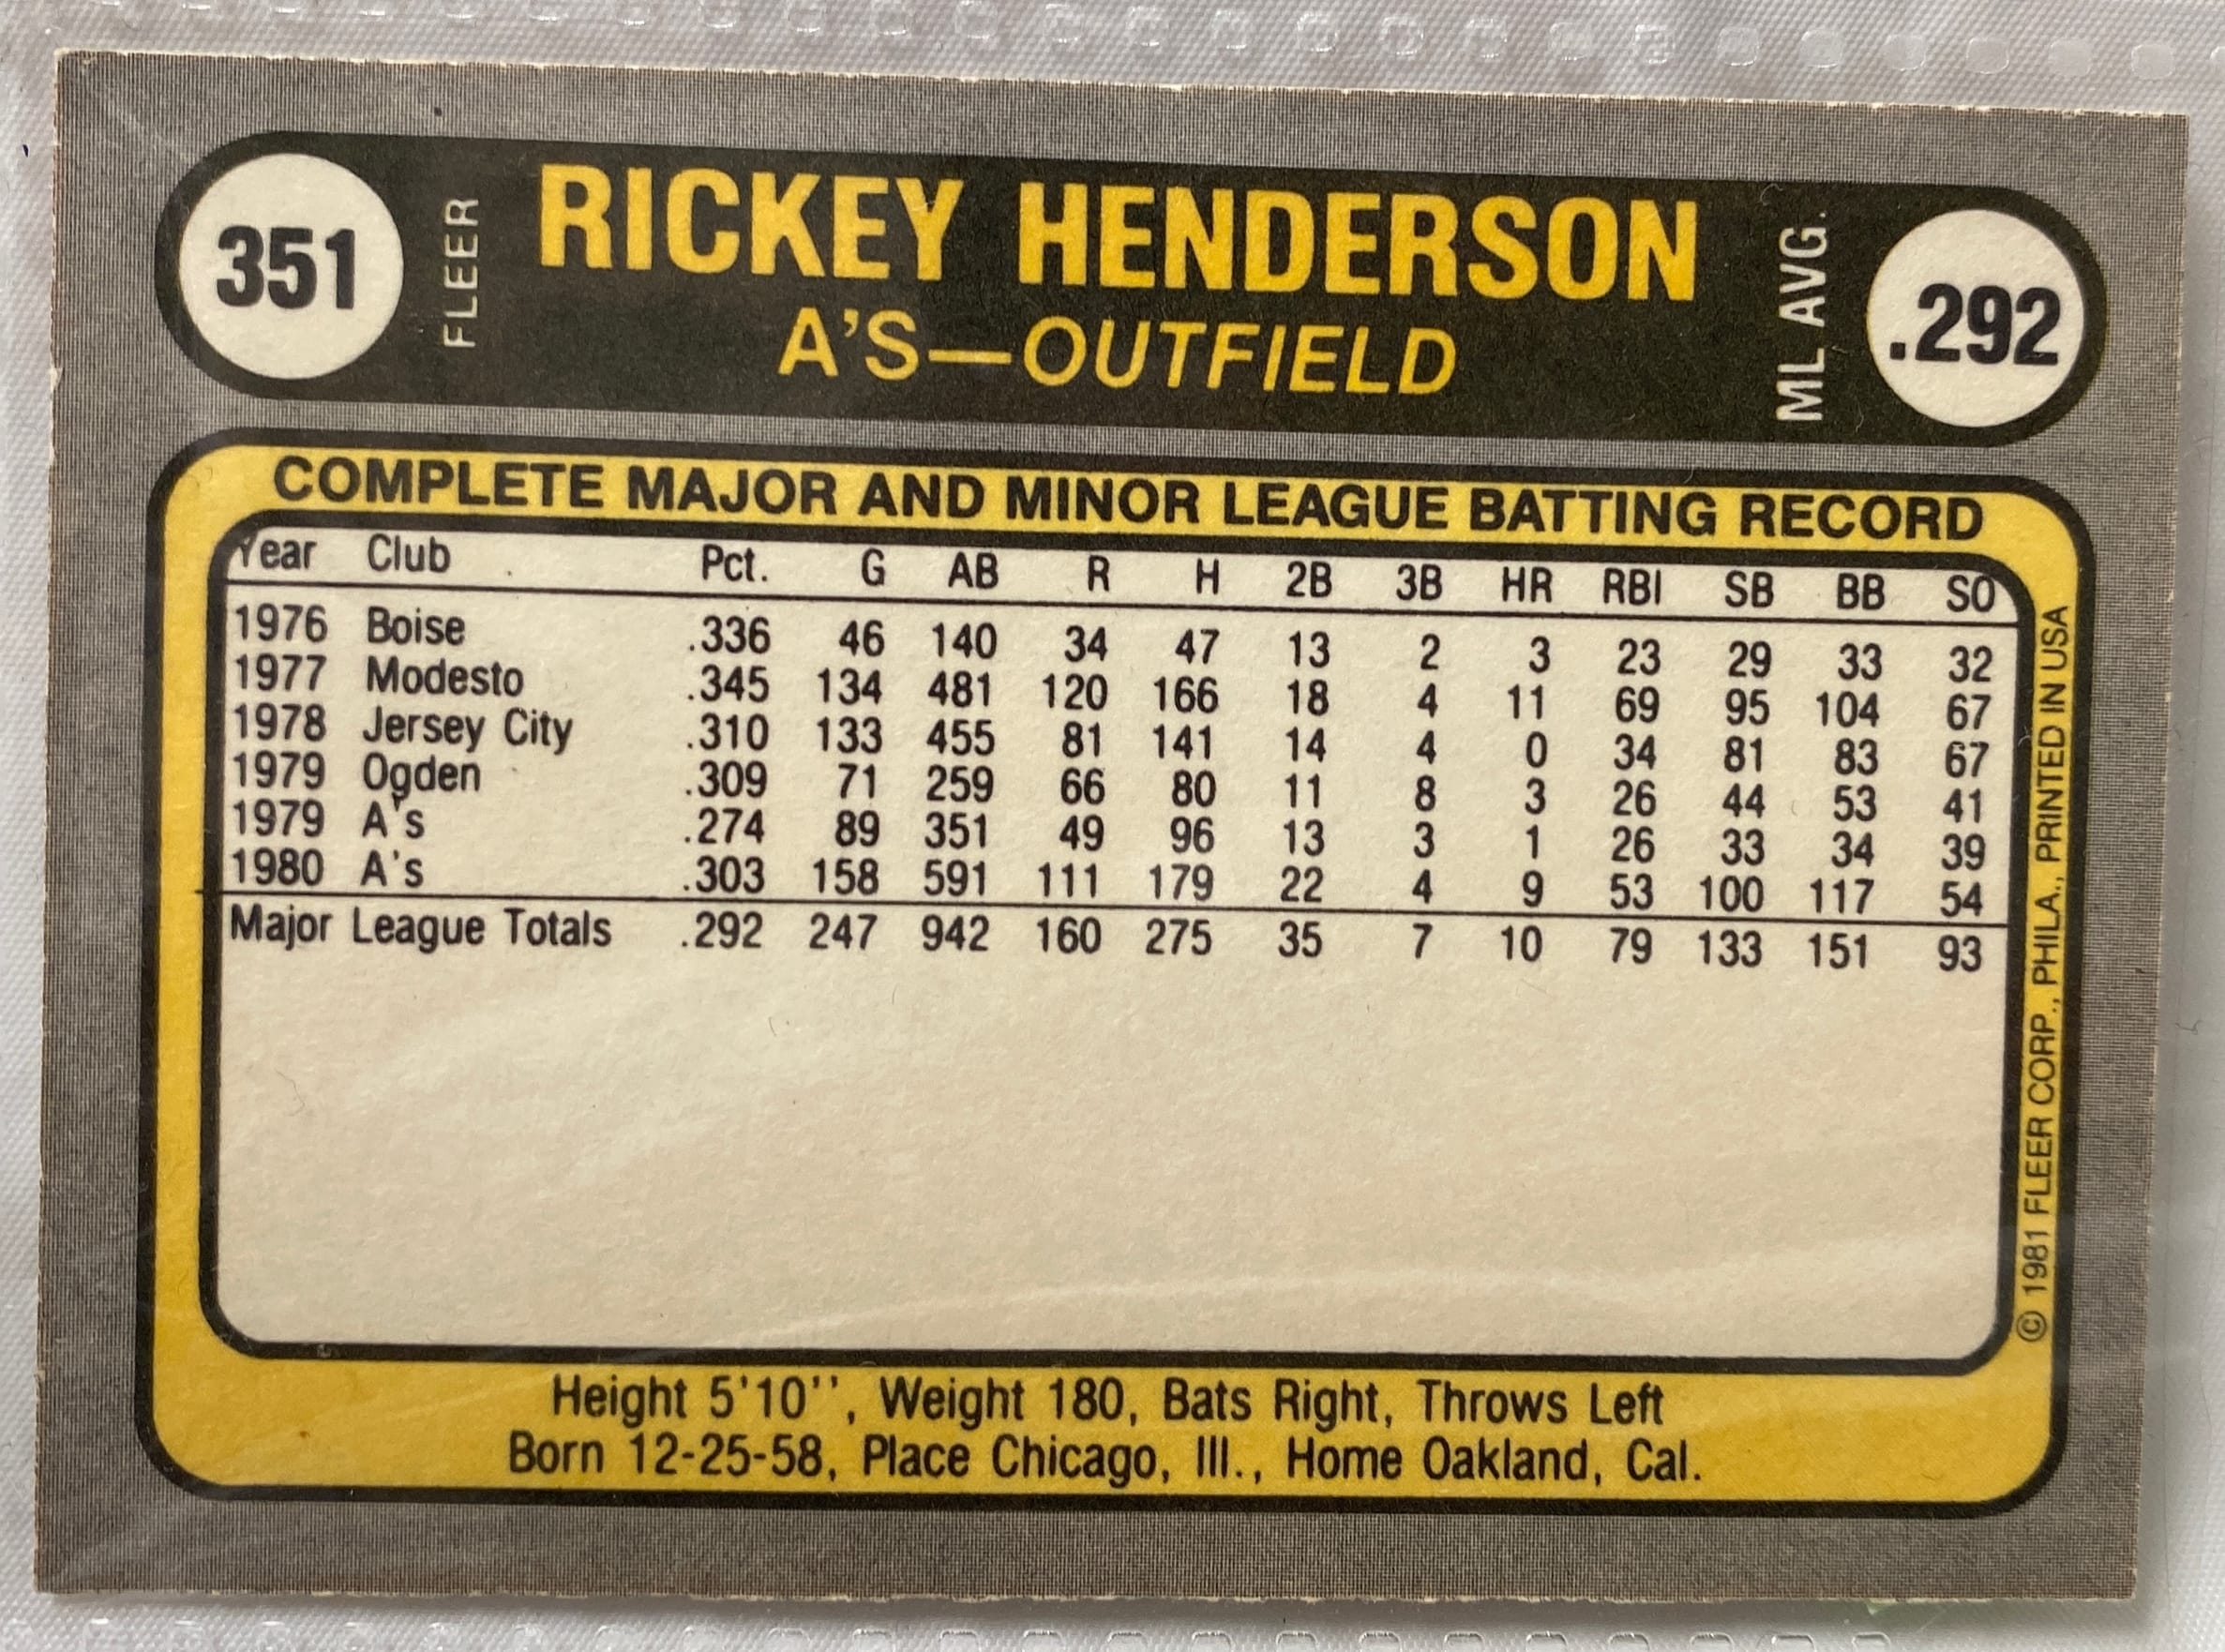 351 FLEER RICKEY HENDERSON ML AVG. .292
A'S—OUTFIELD
COMPLETE MAJOR AND MINOR LEAGUE BATTING RECORD
Year Club Pct. G AB R H 2B 3B HR RBI SB BB SO
1976 Boise .336 46 140 34 47 13 2 3 23 29 33 32
1977 Modesto .345 134 481 120 166 18 4 11 69 95 104 67
1978 Jersey City .310 133 455 81 141 14 4 0 34 81 83 67
1979 Ogden .309 71 259 66 80 11 8 3 26 44 53 41
1979 A's .274 89 351 49 96 13 3 1 26 33 34 39
1980 A's .303 158 591 111 179 22 4 9 53 100 117 54
Major League Totals .292 247 942 160 275 35 7 10 79 133 151 93
© 1981 FLEER CORP., PHILA., PRINTED IN USA
Height 5'10'', Weight 180, Bats Right, Throws Left
Born 12-25-58, Place Chicago, Ill., Home Oakland, Cal.